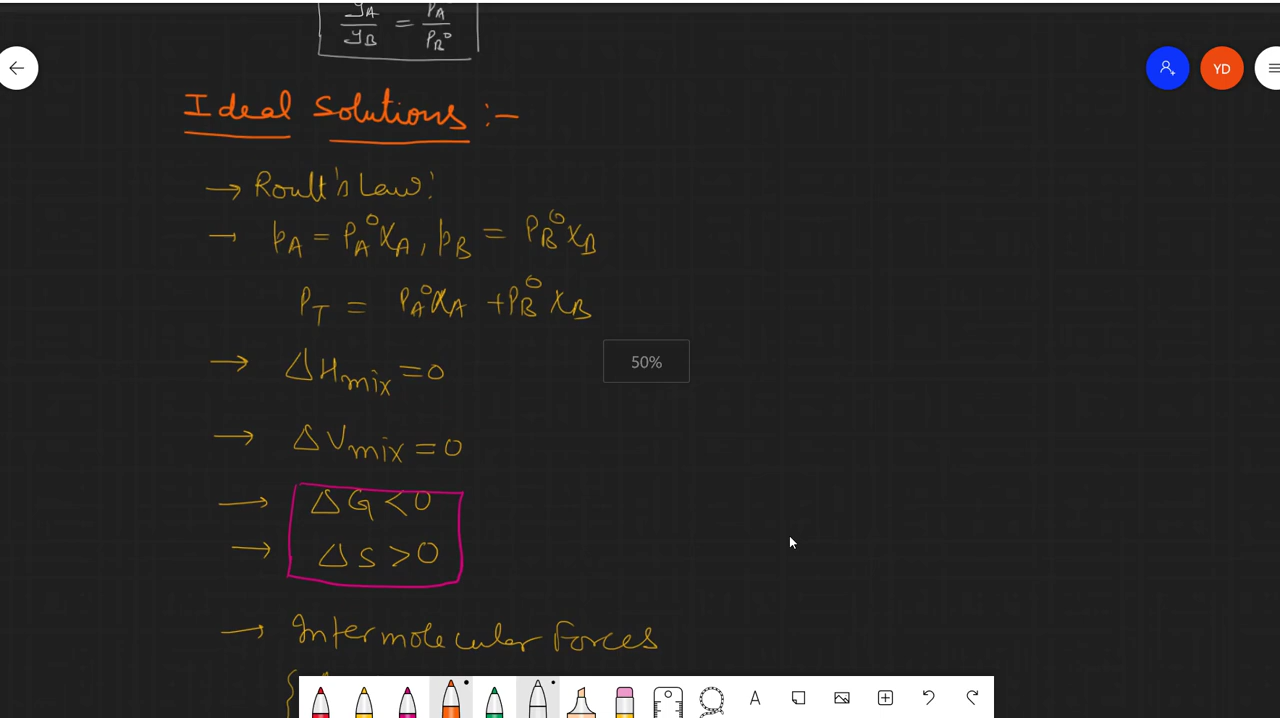 yA/yB = PA/PB°
YD
Ideal Solutions :-
→ Roult's Law:
→ pA = PA° XA, pB = PB° XB
PT = PA° XA + PB° XB
→ ΔHmix = 0
50%
→ ΔVmix = 0
→ ΔG < 0
→ ΔS > 0
→ Intermolecular Forces
A